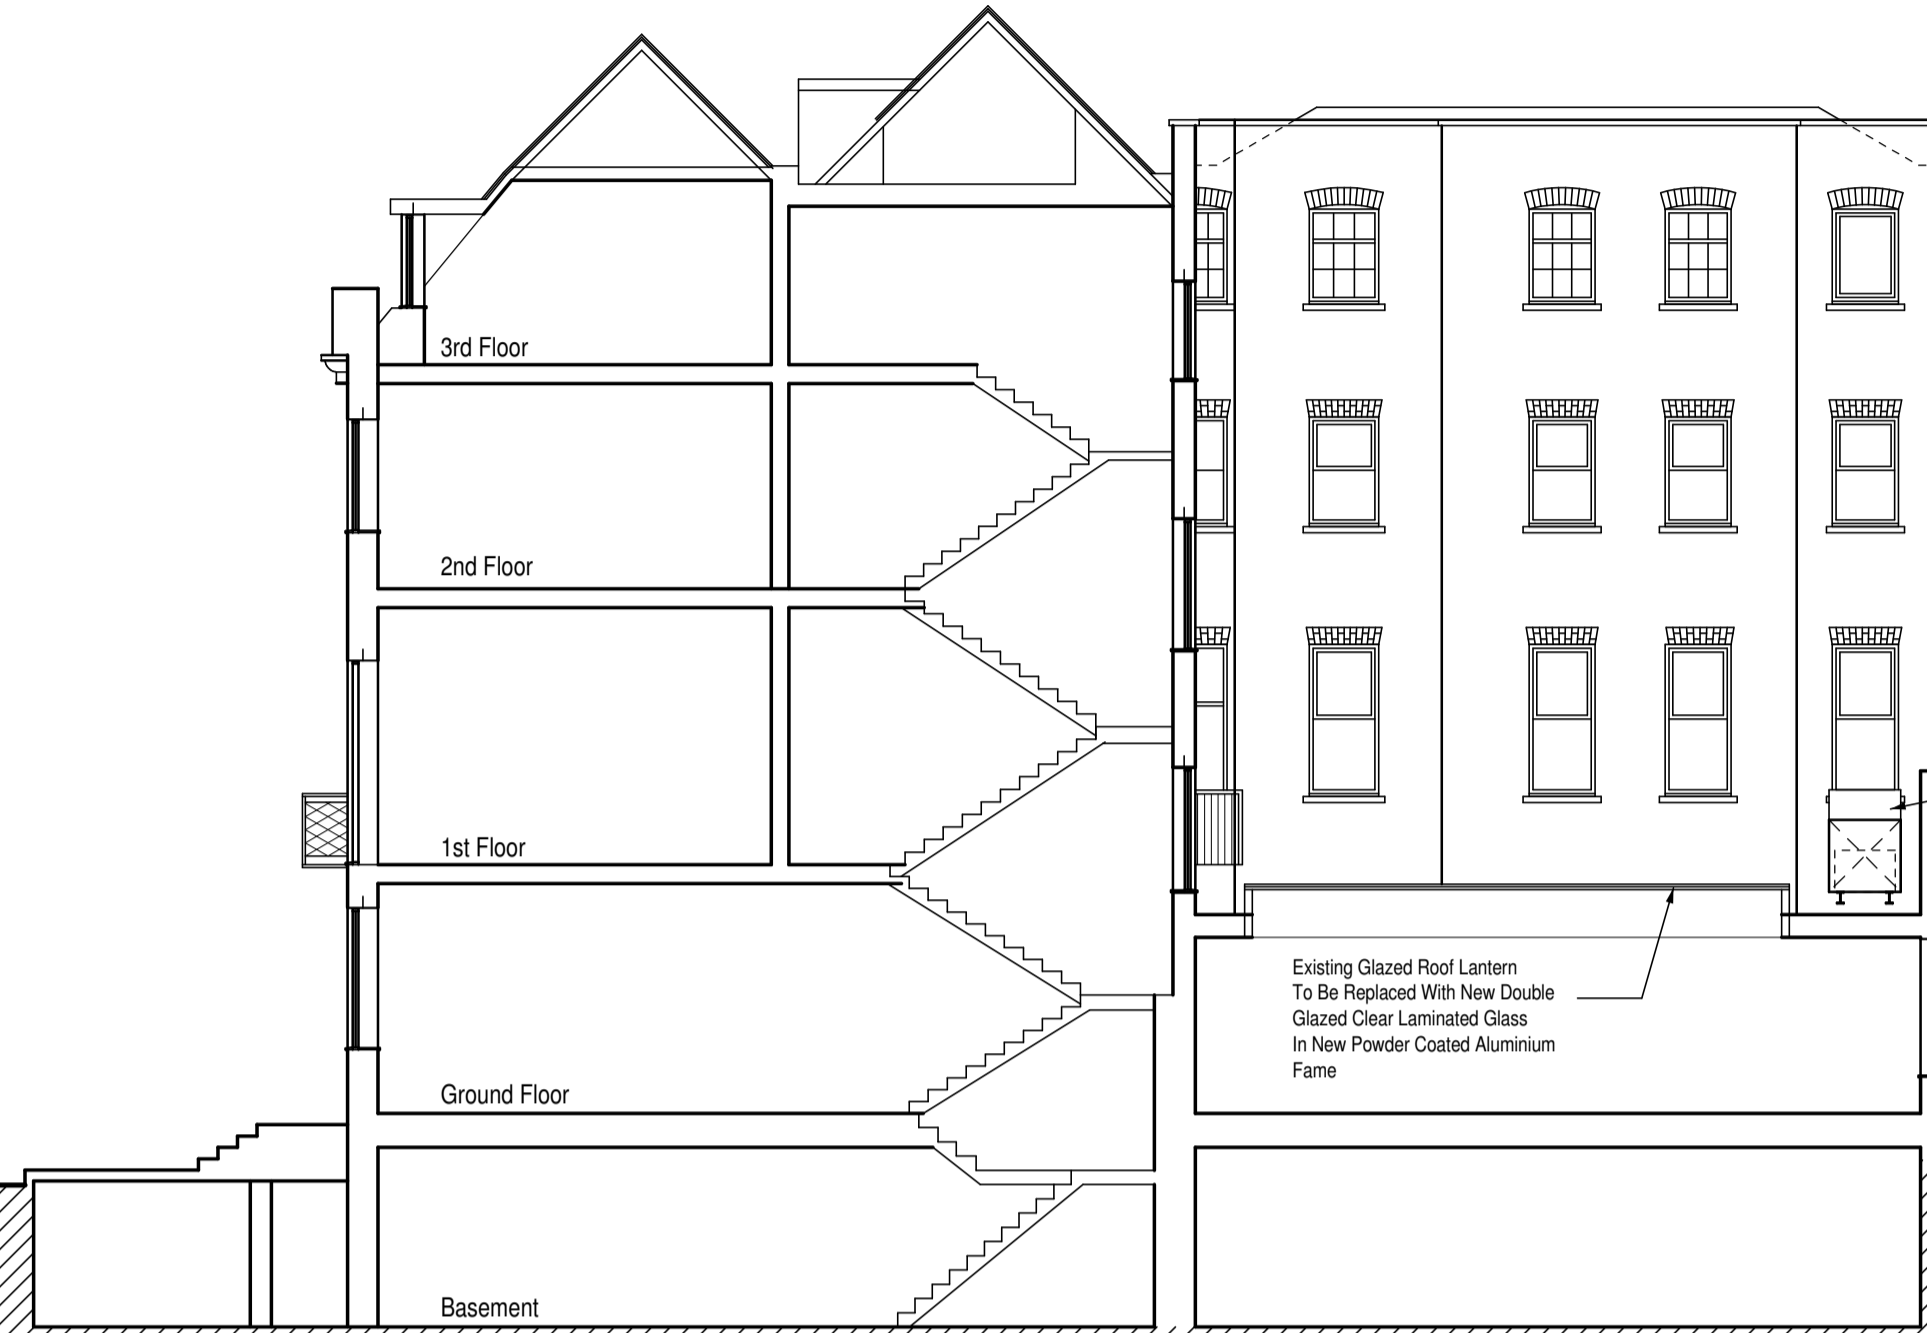 3rd Floor
2nd Floor
1st Floor
Existing Glazed Roof Lantern
To Be Replaced With New Double
Glazed Clear Laminated Glass
In New Powder Coated Aluminium
Fame
Ground Floor
Basement